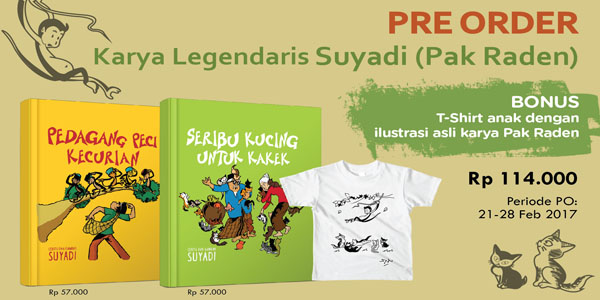 PRE ORDER
Karya Legendaris Suyadi (Pak Raden)
BONUS
T-Shirt anak dengan
ilustrasi asli karya Pak Raden
Rp 114.000
Periode PO:
21-28 Feb 2017
PEDAGANG PECI
KECURIAN
SUYADI
Rp 57.000
SERIBU KUCING
UNTUK KAKEK
SUYADI
Rp 57.000